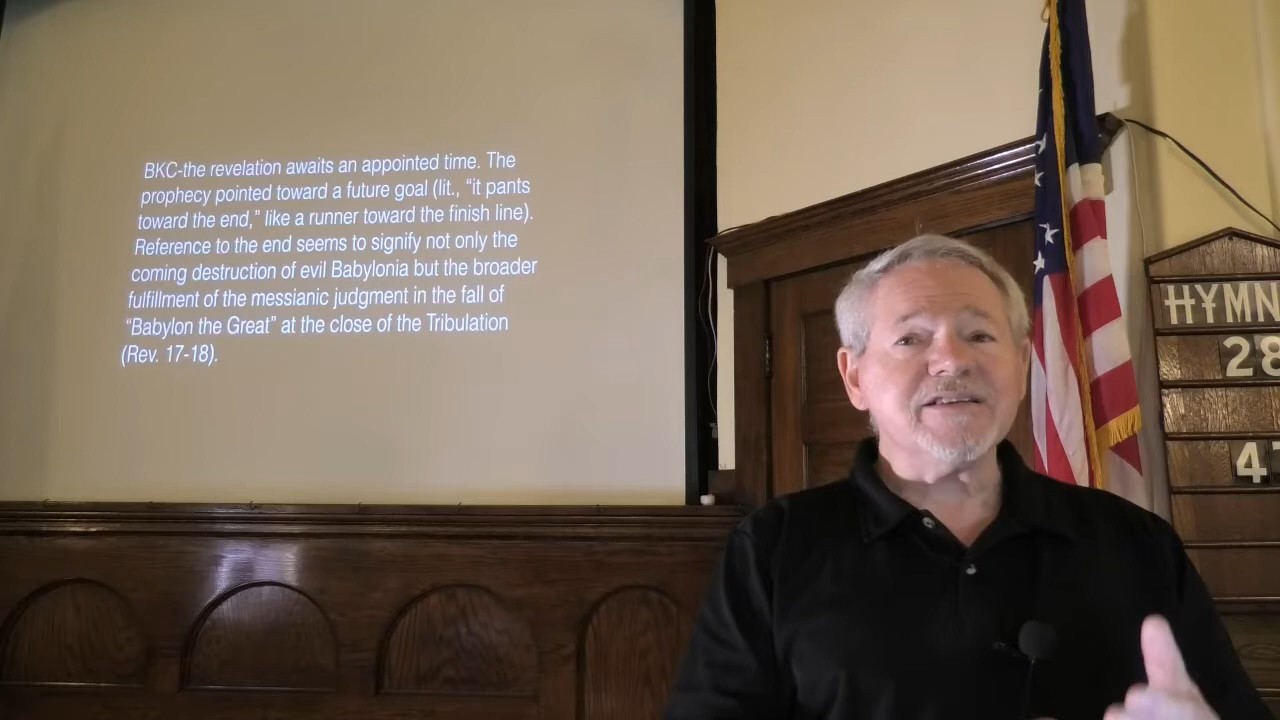 BKC-the revelation awaits an appointed time. The
prophecy pointed toward a future goal (lit., “it pants
toward the end,” like a runner toward the finish line).
Reference to the end seems to signify not only the
coming destruction of evil Babylonia but the broader
fulfillment of the messianic judgment in the fall of
“Babylon the Great” at the close of the Tribulation
(Rev. 17-18).
HYMN
28
4